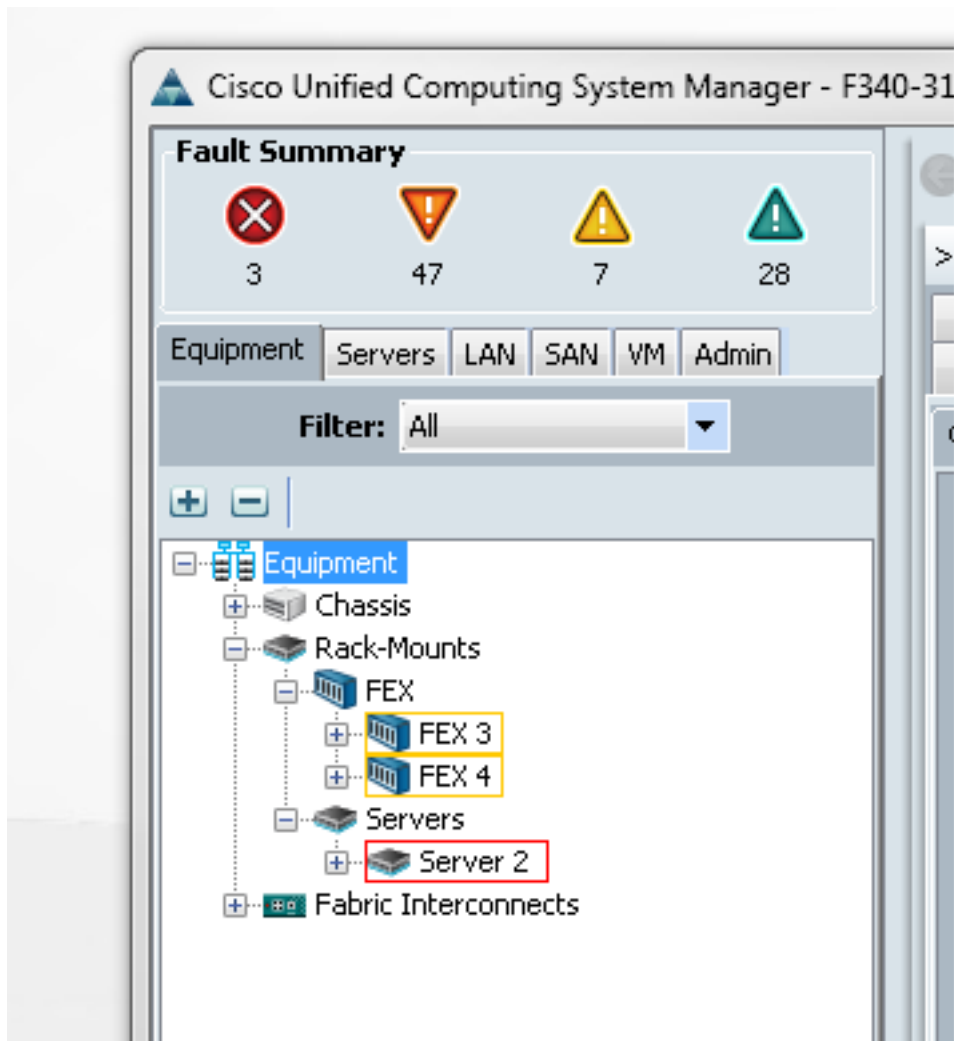 Cisco Unified Computing System Manager - F340-31
Fault Summary
3 47 7 28
Equipment Servers LAN SAN VM Admin
Filter: All
Equipment
Chassis
Rack-Mounts
FEX
FEX 3
FEX 4
Servers
Server 2
Fabric Interconnects